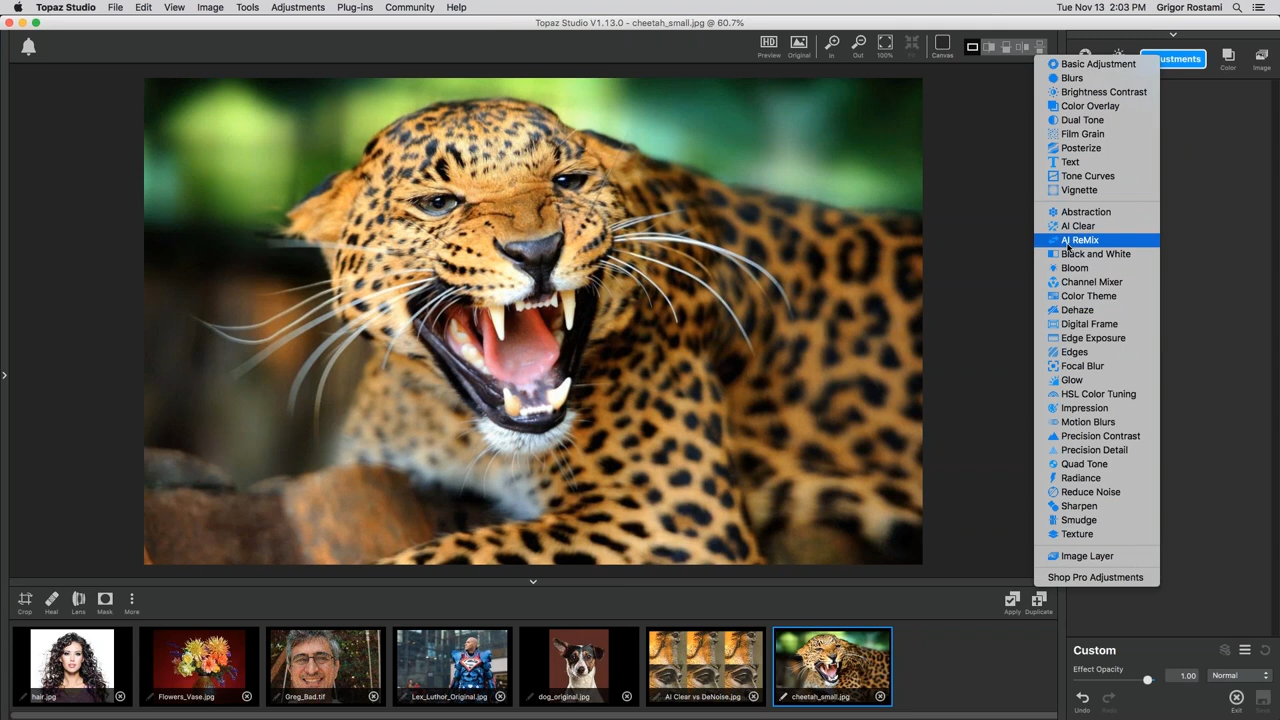 Topaz Studio File Edit View Image Tools Adjustments Plug-ins Community Help Tue Nov 13 2:03 PM Grigor Rostami
Topaz Studio V1.13.0 - cheetah_small.jpg @ 60.7%
Preview Original In Out 100% Canvas
ustments Color Image
Basic Adjustment
Blurs
Brightness Contrast
Color Overlay
Dual Tone
Film Grain
Posterize
Text
Tone Curves
Vignette
Abstraction
AI Clear
AI ReMix
Black and White
Bloom
Channel Mixer
Color Theme
Dehaze
Digital Frame
Edge Exposure
Edges
Focal Blur
Glow
HSL Color Tuning
Impression
Motion Blurs
Precision Contrast
Precision Detail
Quad Tone
Radiance
Reduce Noise
Sharpen
Smudge
Texture
Image Layer
Shop Pro Adjustments
Crop Heal Lens Mask More Apply Duplicate
hair.jpg Flowers_Vase.jpg Greg_Bad.tif Lex_Luthor_Original.jpg dog_original.jpg AI Clear vs DeNoise.jpg cheetah_small.jpg
Custom
Effect Opacity 1.00 Normal
Undo Redo Exit Save